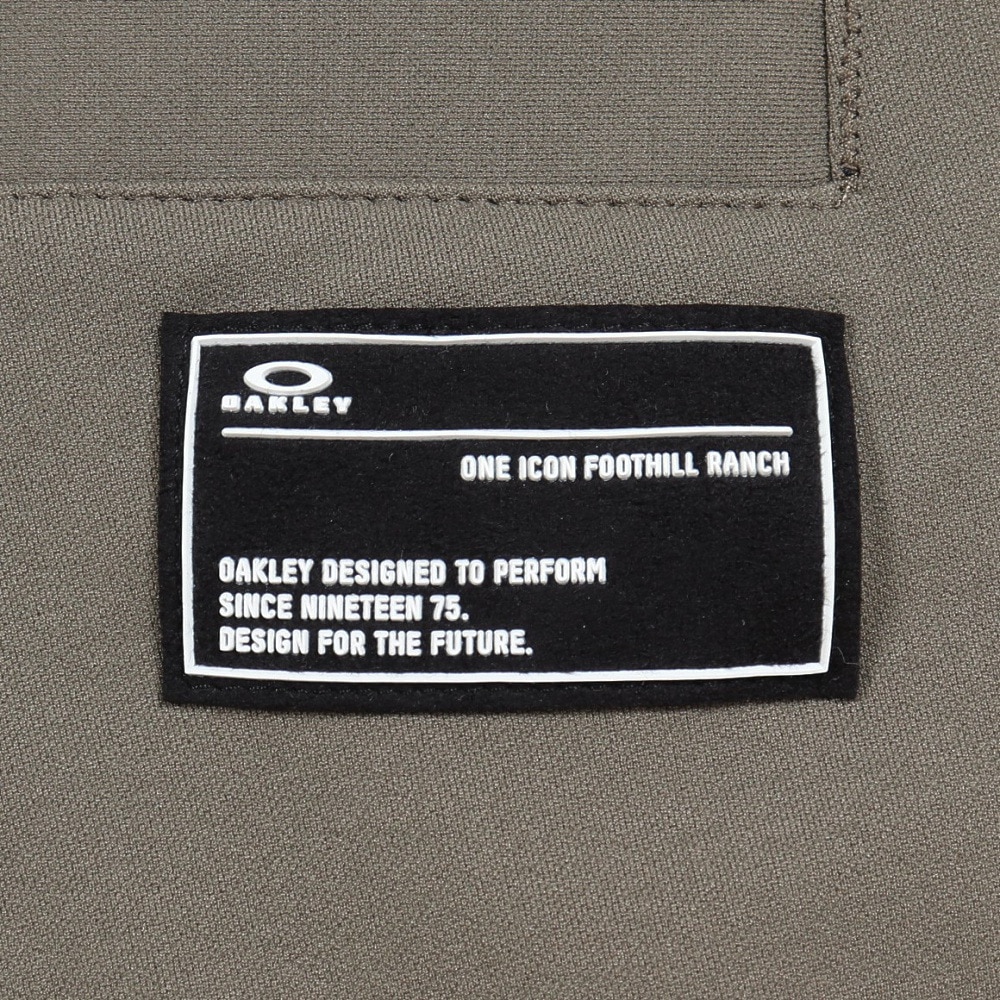 OAKLEY
ONE ICON FOOTHILL RANCH
OAKLEY DESIGNED TO PERFORM
SINCE NINETEEN 75.
DESIGN FOR THE FUTURE.